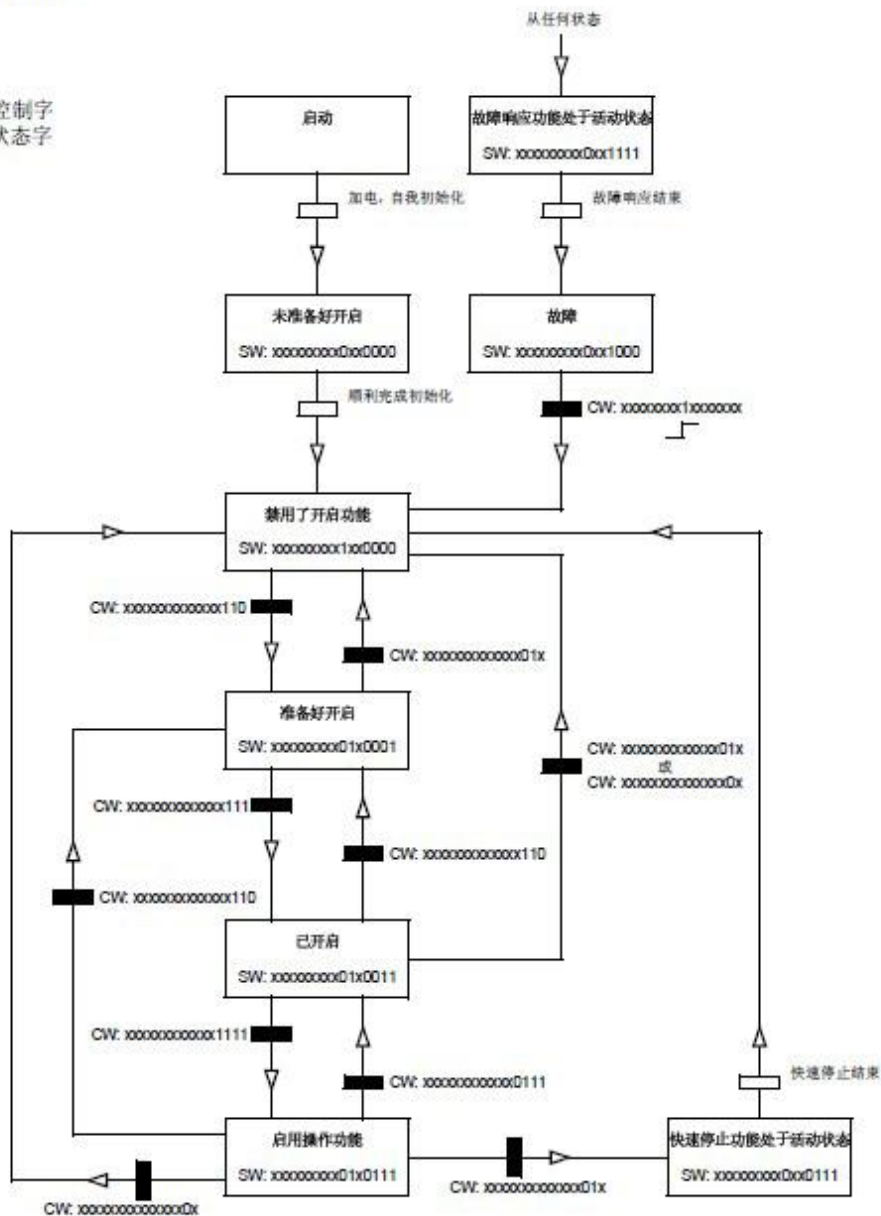 从任何状态
控制字
状态字
启动
故障响应功能处于活动状态
SW: xxxxxxxxx0xx1111
加电，自我初始化
故障响应结束
未准备好开启
SW: xxxxxxxxx0xx0000
故障
SW: xxxxxxxxx0xx1000
顺利完成初始化
CW: xxxxxxxx1xxxxxxx
禁用了开启功能
SW: xxxxxxxxx1xx0000
CW: xxxxxxxxxxxxx110
CW: xxxxxxxxxxxxx01x
准备好开启
SW: xxxxxxxxx01x0001
CW: xxxxxxxxxxxxx01x
或
CW: xxxxxxxxxxxxxx0x
CW: xxxxxxxxxxxxx111
CW: xxxxxxxxxxxxx110
CW: xxxxxxxxxxxxx110
已开启
SW: xxxxxxxxx01x0011
CW: xxxxxxxxxxxx1111
CW: xxxxxxxxxxxx0111
快速停止结束
启用操作功能
SW: xxxxxxxxx01x0111
快速停止功能处于活动状态
SW: xxxxxxxxx0xx0111
CW: xxxxxxxxxxxxx01x
CW: xxxxxxxxxxxxxx0x